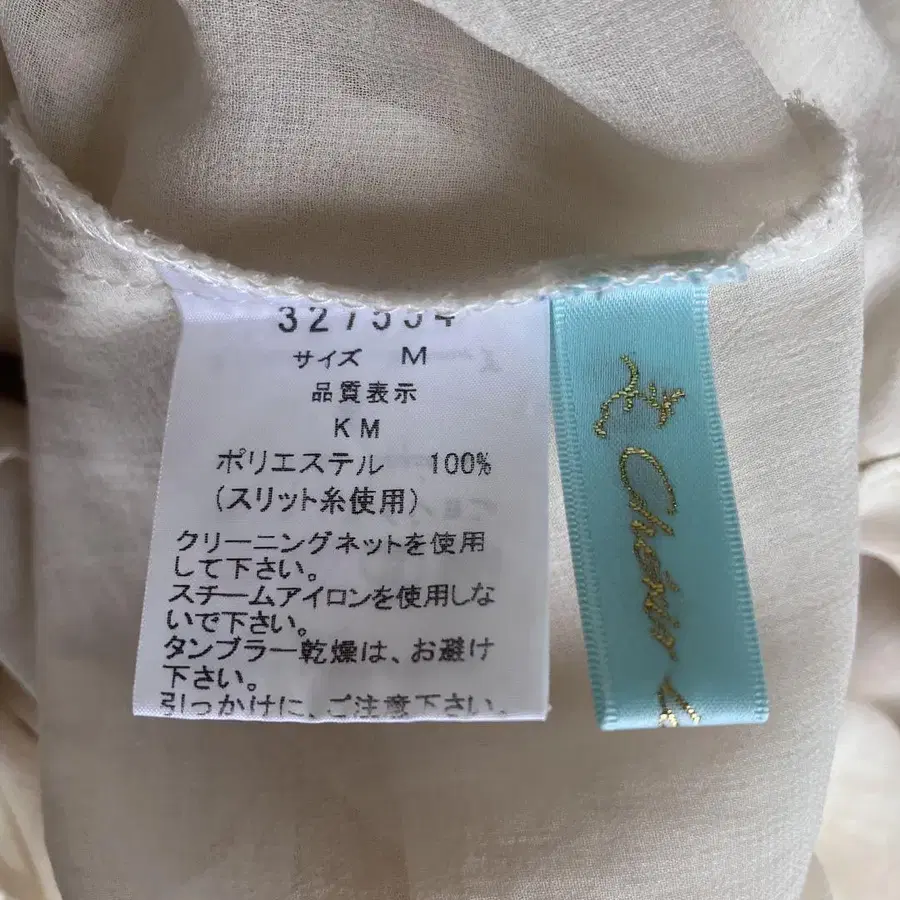 サイズ M
品質表示
KM
ポリエステル 100%
(スリット糸使用)
クリーニングネットを使用
して下さい。
スチームアイロンを使用しな
いで下さい。
タンブラー乾燥は、お避け
下さい。
引っかけに、ご注意下さい。